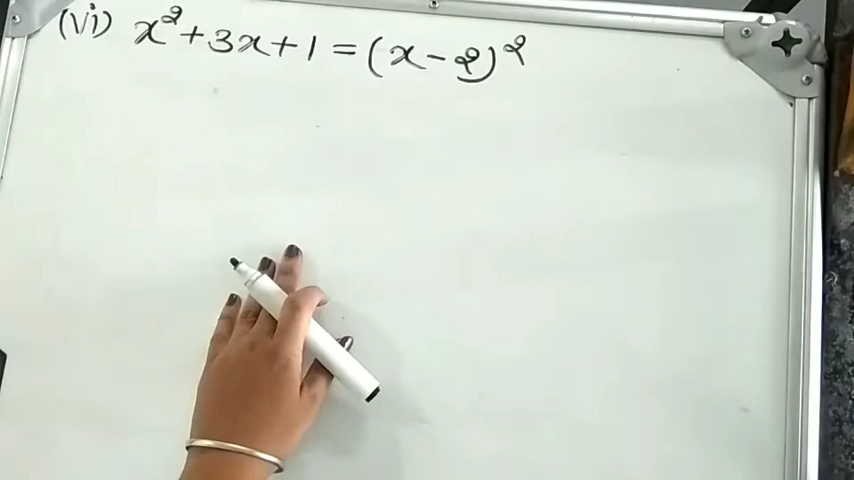 (vi) x² + 3x + 1 = (x - 2)²